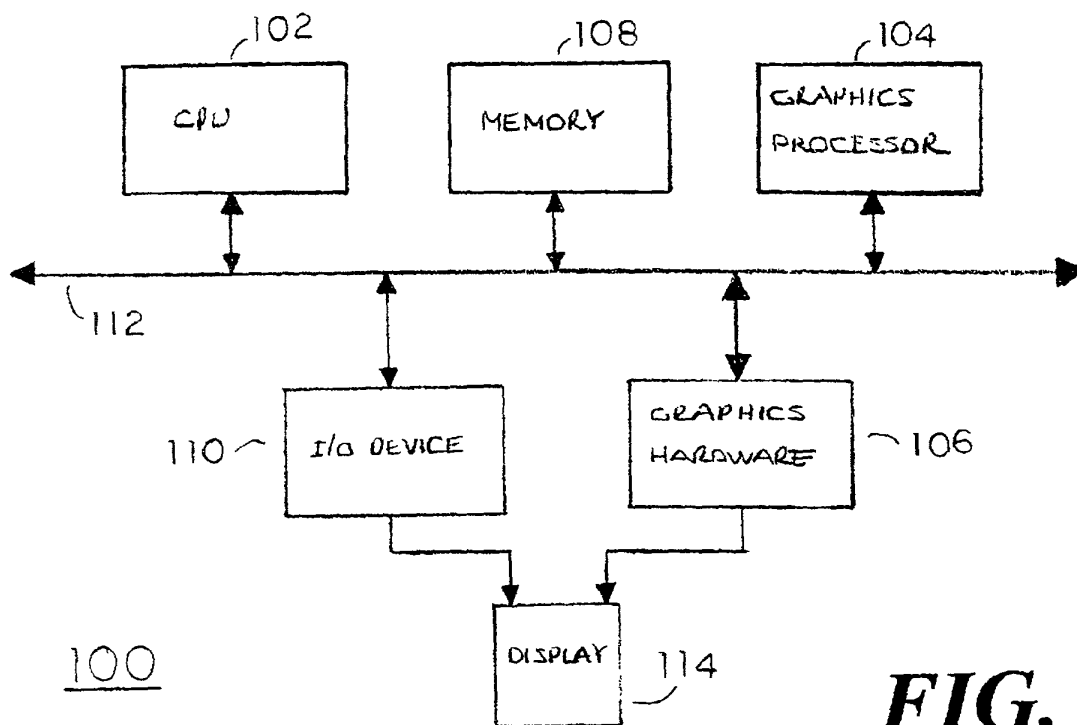 102
108
104
CPU
MEMORY
GRAPHICS
PROCESSOR
112
110
I/O DEVICE
GRAPHICS
HARDWARE
106
DISPLAY
114
100
FIG.